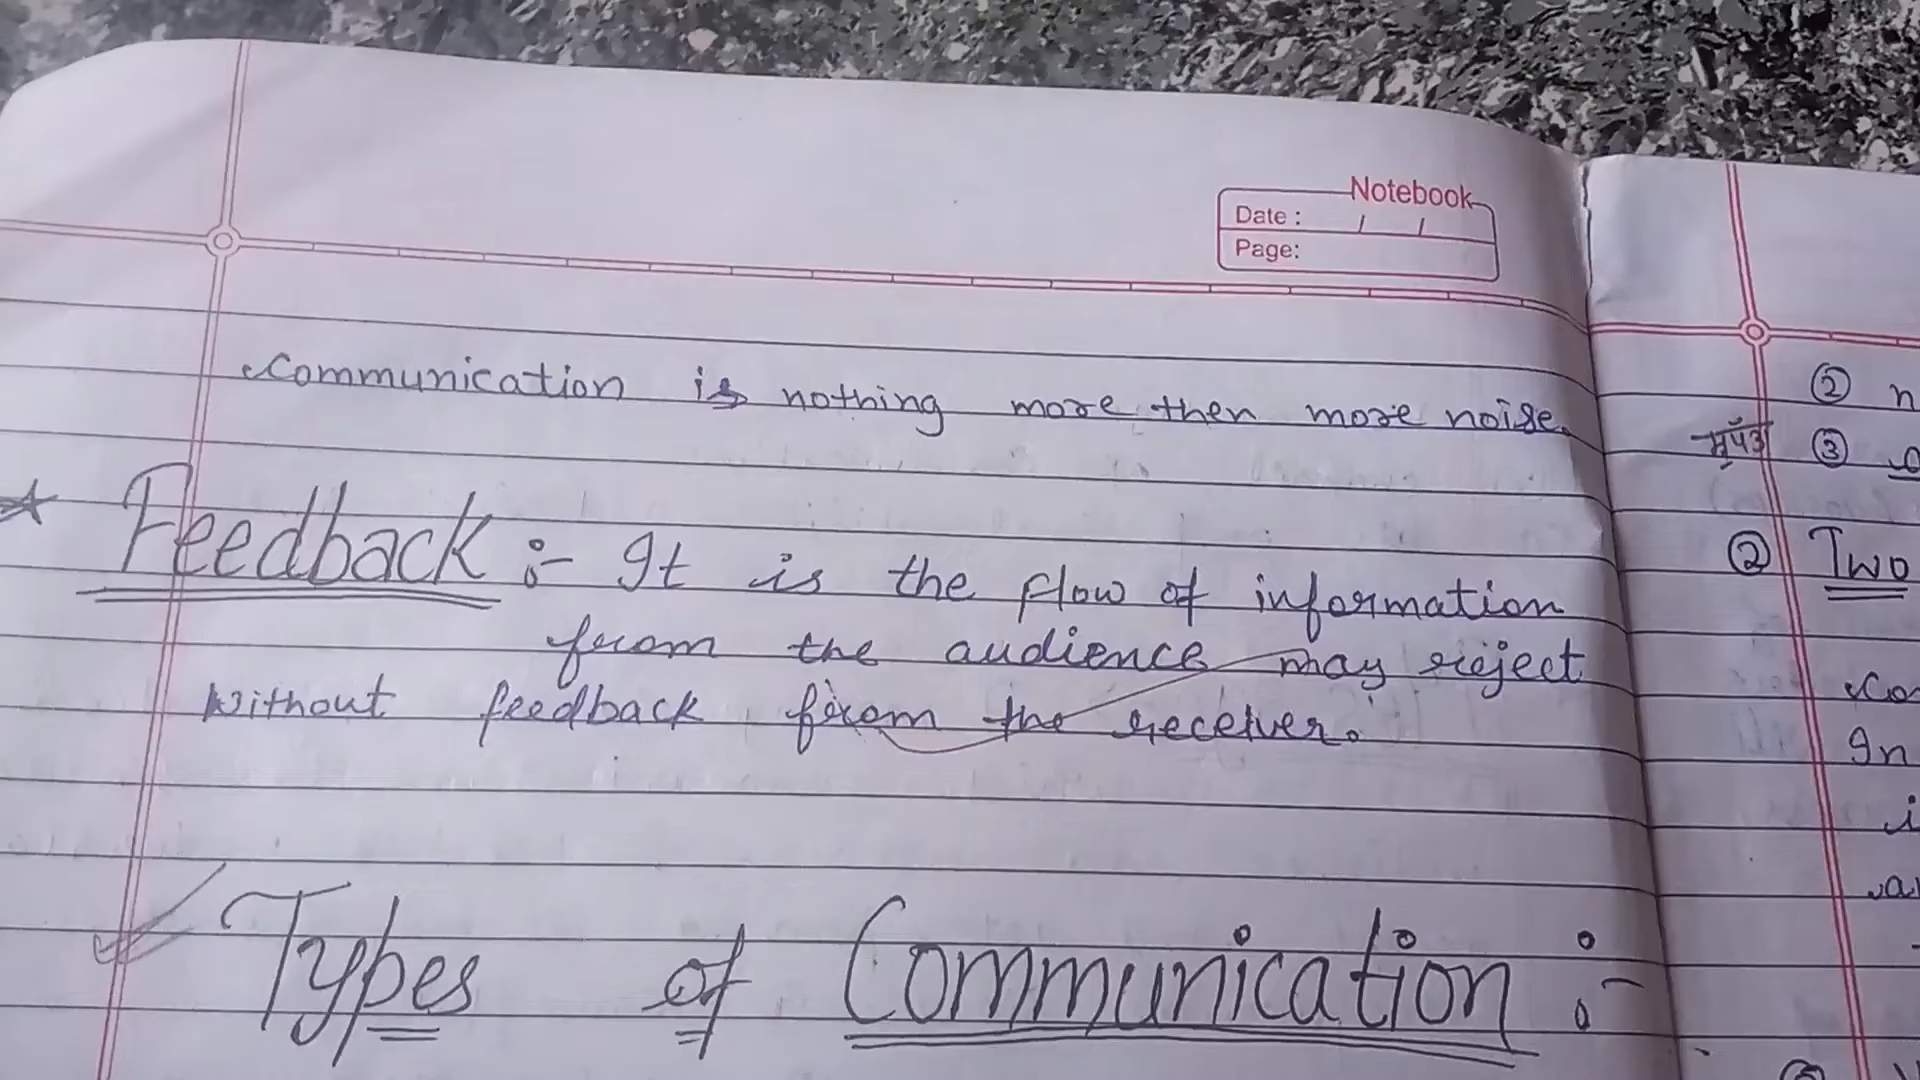 Notebook
Date : / /
Page:
communication is nothing more then more noise.
Feedback :- It is the flow of information
from the audience may reject
without feedback from the receiver.
Types of Communication :-
② n
③
② Two
In